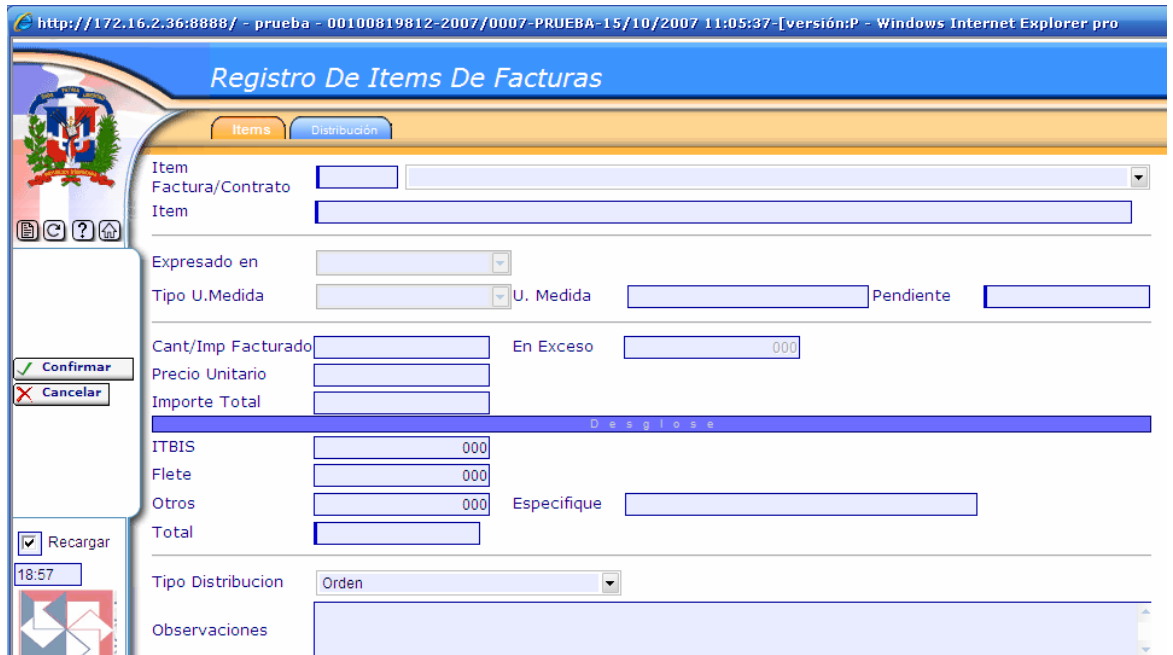 http://172.16.2.36:8888/ - prueba - 00100819812-2007/0007-PRUEBA-15/10/2007 11:05:37-[versión:P - Windows Internet Explorer pro
Registro De Items De Facturas
Items Distribución
Item
Factura/Contrato
Item
Expresado en
Tipo U.Medida U. Medida Pendiente
Cant/Imp Facturado En Exceso 000
Confirmar
Precio Unitario
Cancelar
Importe Total
Desglose
ITBIS 000
Flete 000
Otros 000 Especifique
Total
Recargar
18:57
Tipo Distribucion Orden
Observaciones